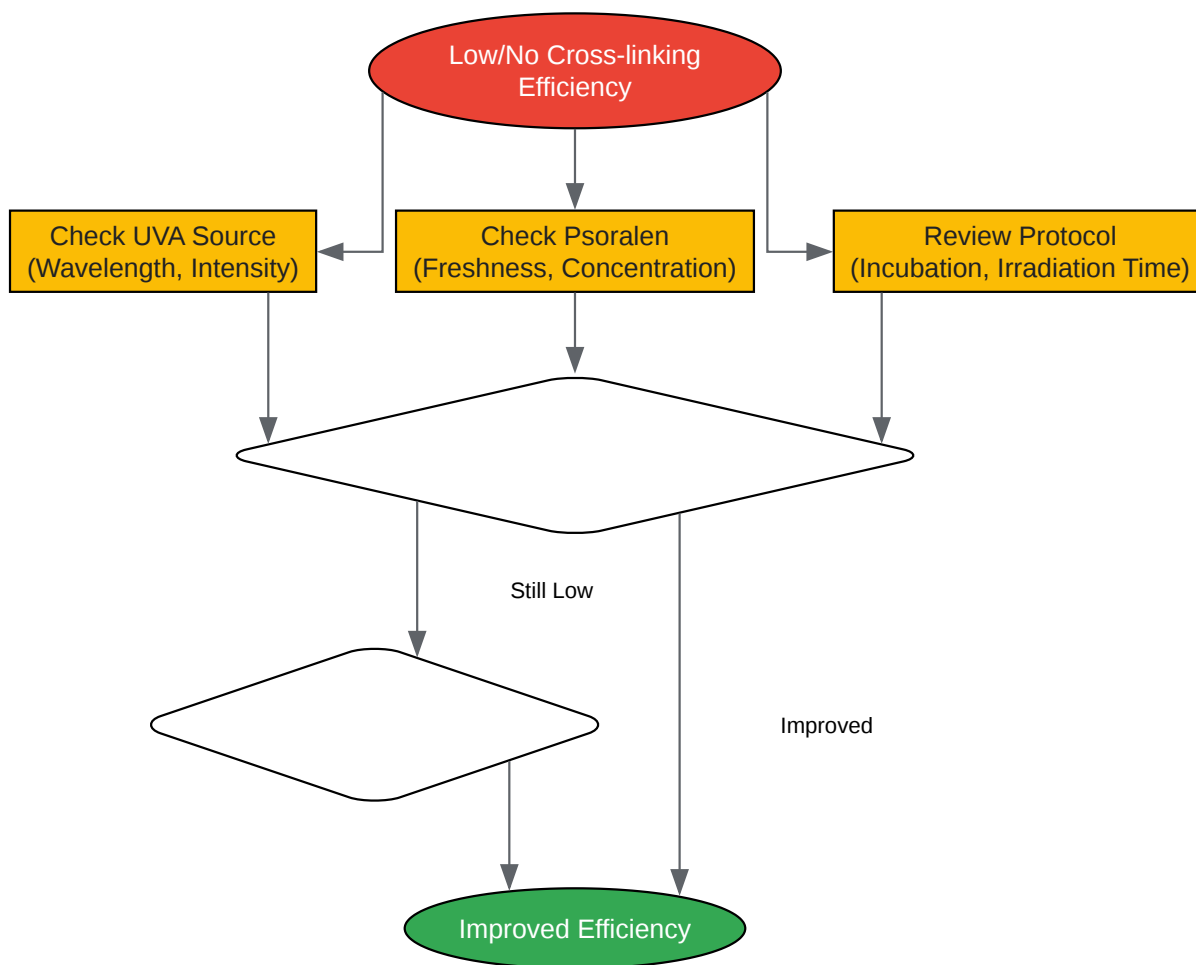 Low/No Cross-linking
Efficiency
Check UVA Source
(Wavelength, Intensity)
Check Psoralen
(Freshness, Concentration)
Review Protocol
(Incubation, Irradiation Time)
Still Low
Improved
Improved Efficiency